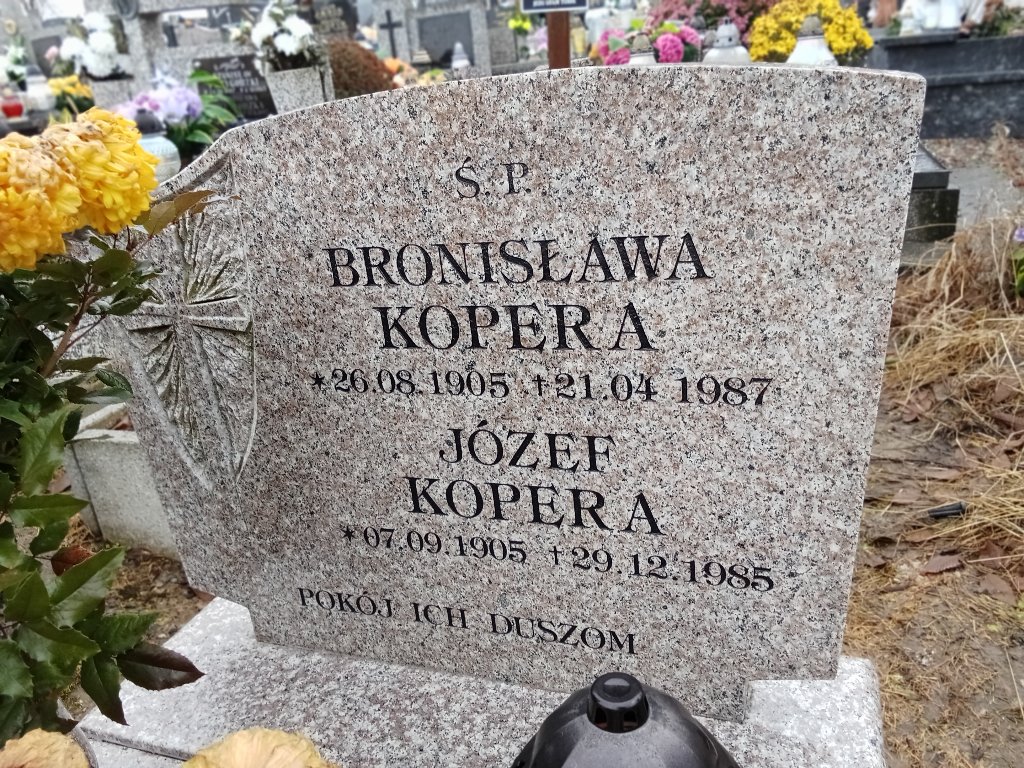 Ś.P.
BRONISŁAWA
KOPERA
*26.08.1905 †21.04 1987
JÓZEF
KOPERA
*07.09.1905 †29.12.1985
POKÓJ ICH DUSZOM